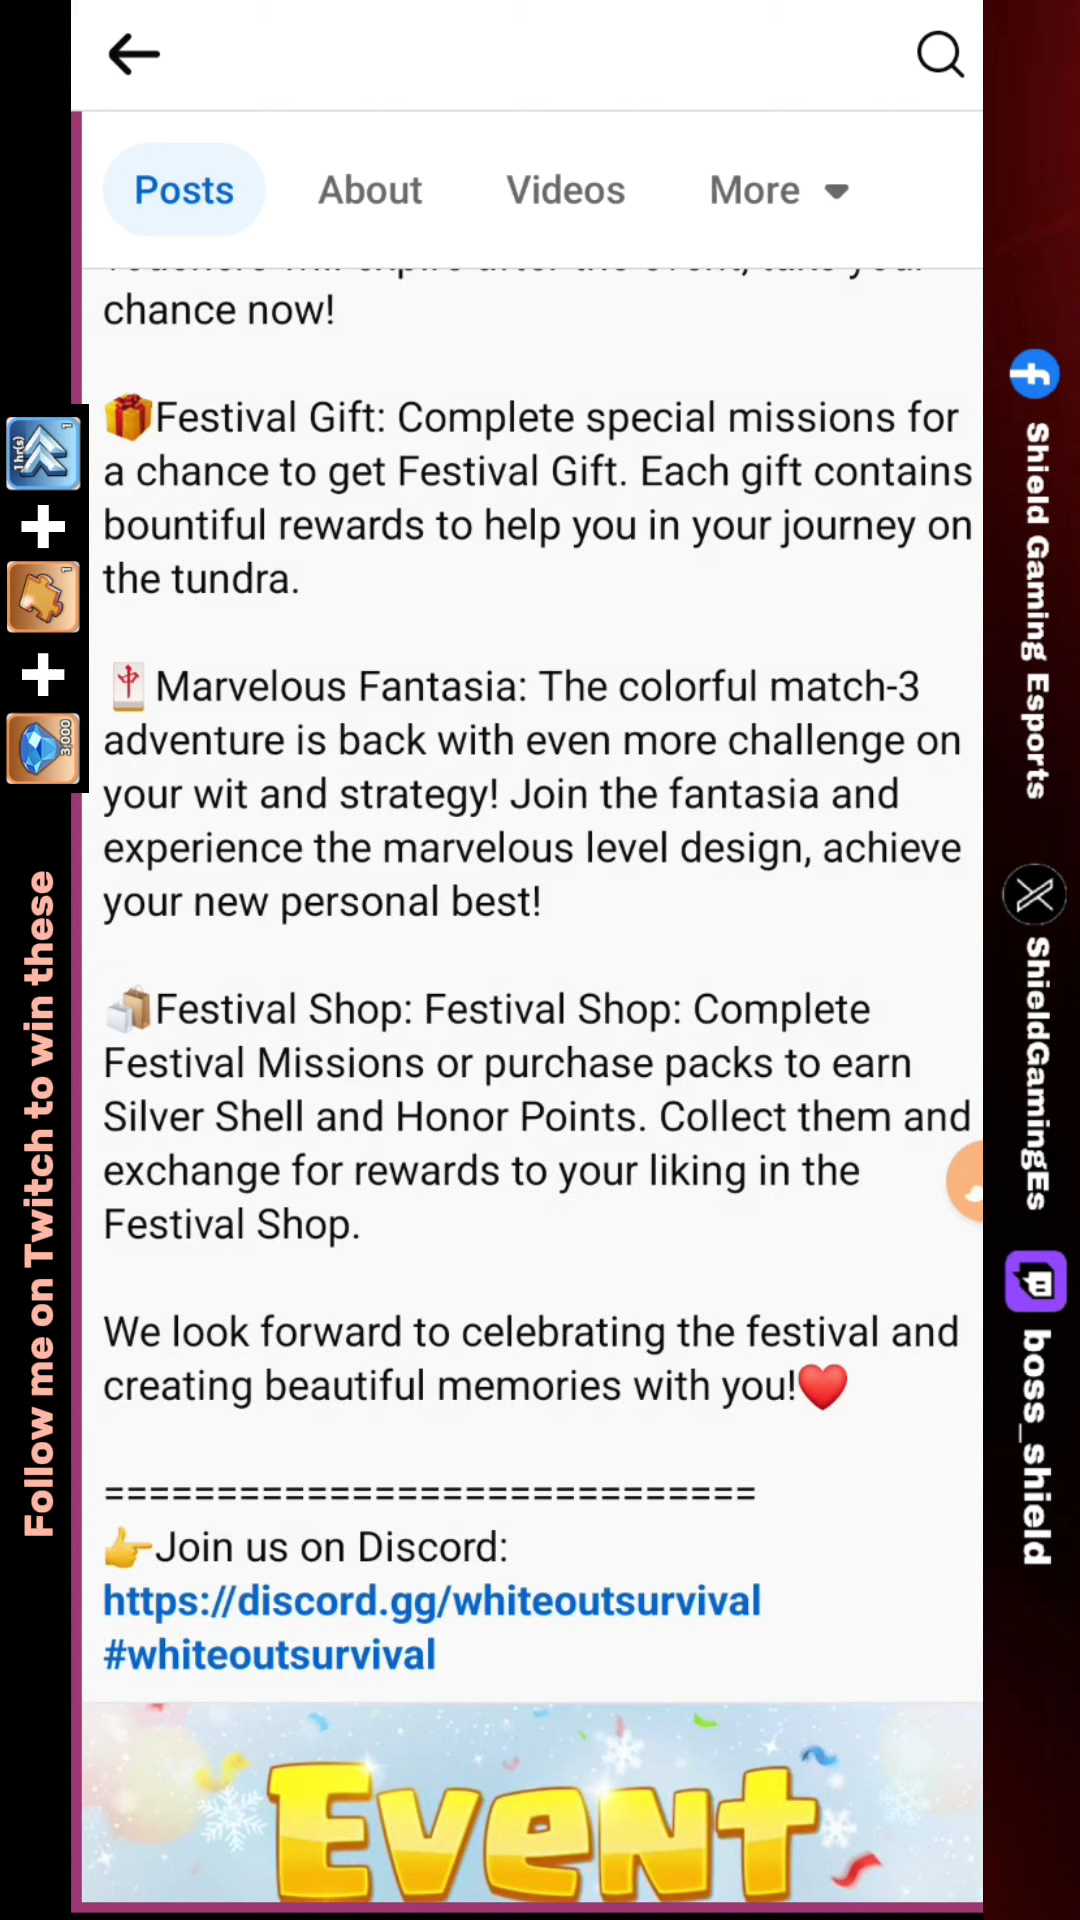 Posts About Videos More
chance now!
🎁Festival Gift: Complete special missions for
a chance to get Festival Gift. Each gift contains
bountiful rewards to help you in your journey on
the tundra.
🀄Marvelous Fantasia: The colorful match-3
adventure is back with even more challenge on
your wit and strategy! Join the fantasia and
experience the marvelous level design, achieve
your new personal best!
🛍️Festival Shop: Festival Shop: Complete
Festival Missions or purchase packs to earn
Silver Shell and Honor Points. Collect them and
exchange for rewards to your liking in the
Festival Shop.
We look forward to celebrating the festival and
creating beautiful memories with you!❤️
=============================
👉Join us on Discord:
https://discord.gg/whiteoutsurvival
#whiteoutsurvival
Event
1 hr(s)
1
+
1
+
3,000
Follow me on Twitch to win these
Shield Gaming Esports
ShieldGamingEs
boss_shield